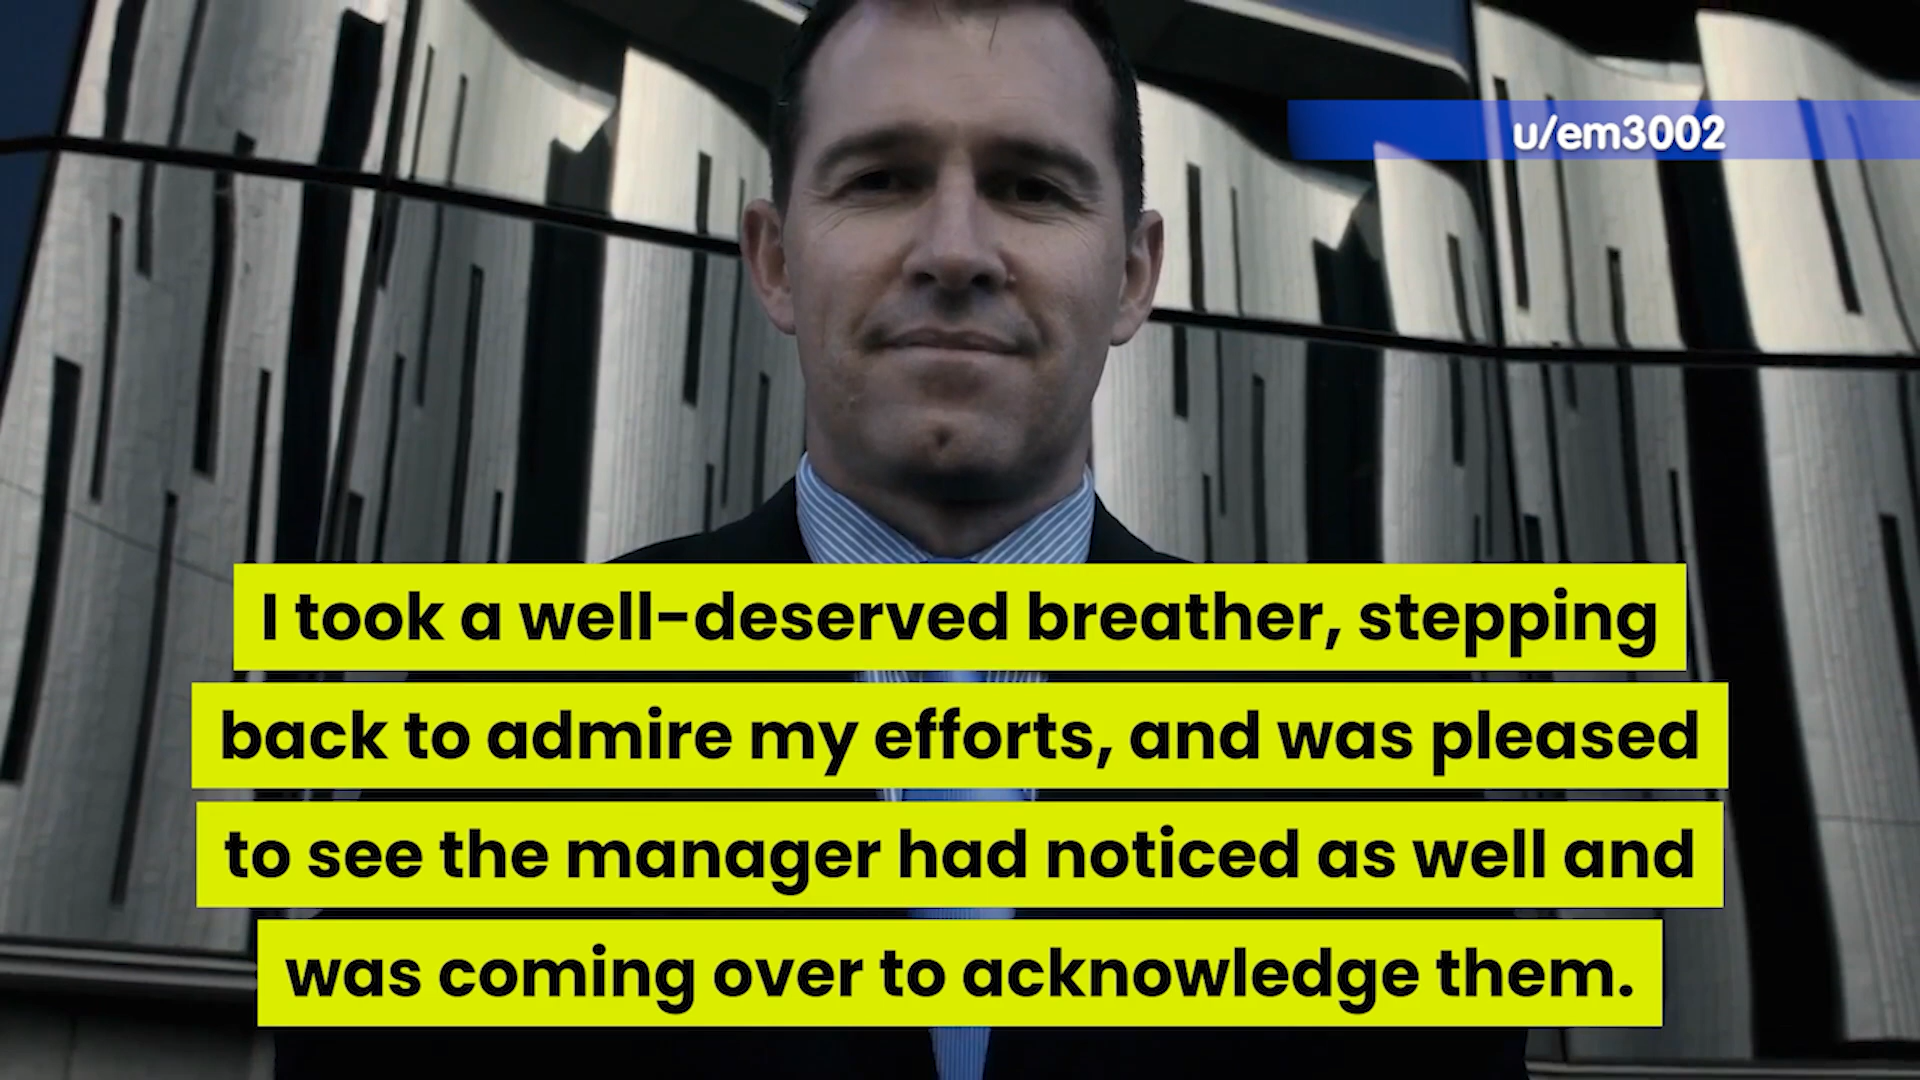 u/em3002
I took a well-deserved breather, stepping
back to admire my efforts, and was pleased
to see the manager had noticed as well and
was coming over to acknowledge them.